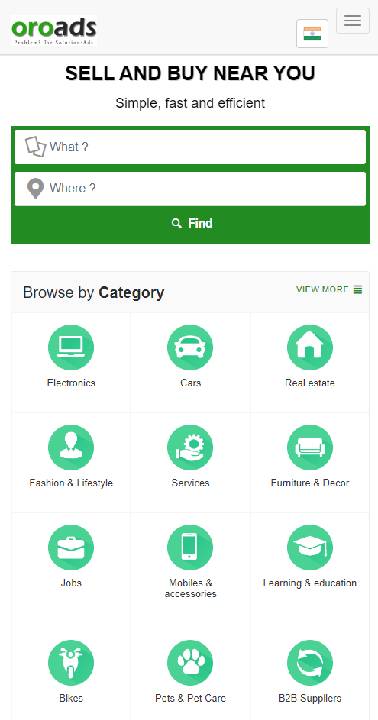 oroads
SELL AND BUY NEAR YOU
Simple, fast and efficient
What ?
Where ?
Find
Browse by Category
VIEW MORE
Electronics
Cars
Real estate
Fashion & Lifestyle
Services
Furniture & Decor
Jobs
Mobiles &
accessories
Learning & education
Bikes
Pets & Pet Care
B2B Suppliers